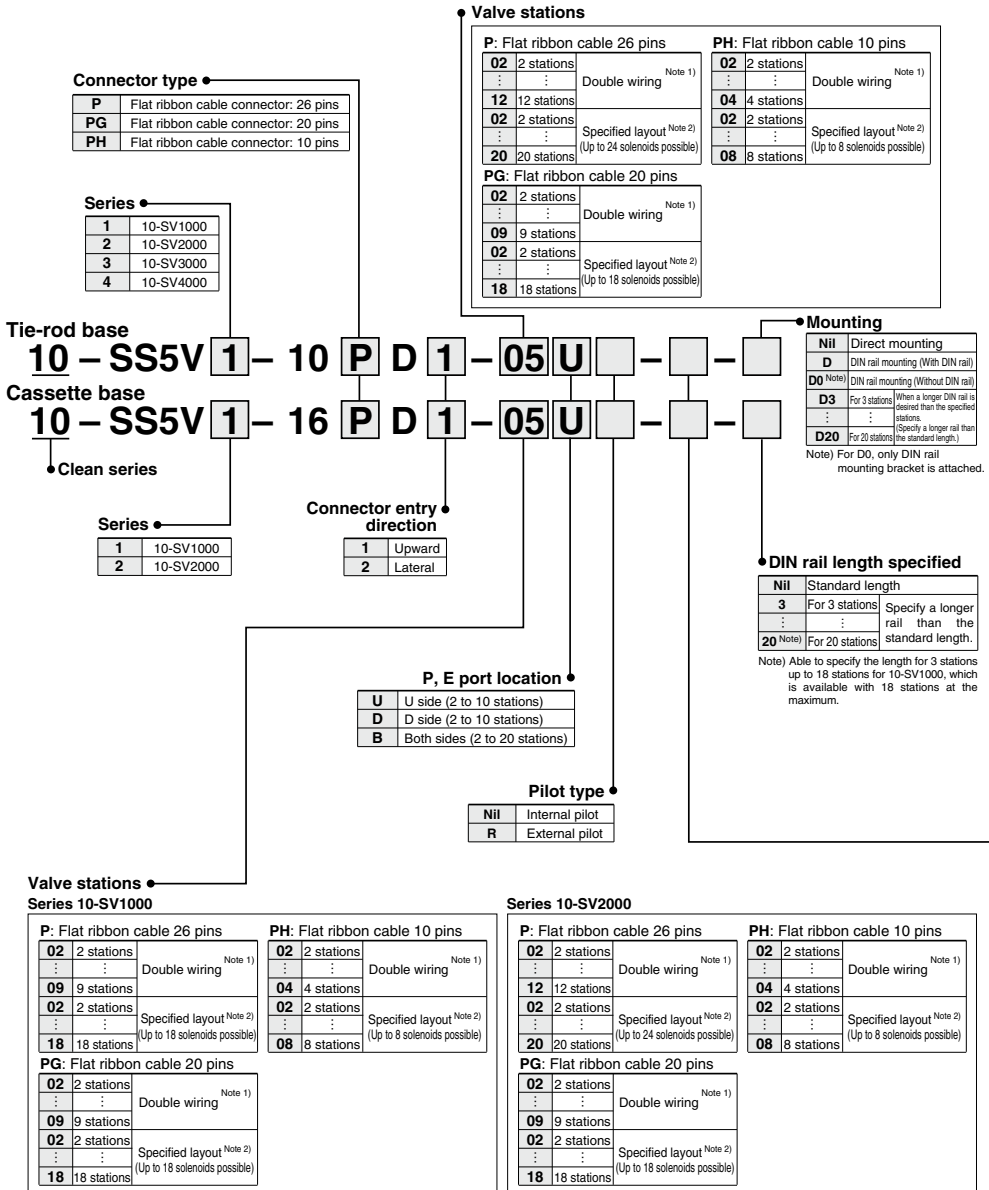 Valve stations
P: Flat ribbon cable 26 pins
02 2 stations
⋮ ⋮ Double wiring Note 1)
12 12 stations
02 2 stations
⋮ ⋮ Specified layout Note 2)
(Up to 24 solenoids possible)
20 20 stations
PH: Flat ribbon cable 10 pins
02 2 stations
⋮ ⋮ Double wiring Note 1)
04 4 stations
02 2 stations
⋮ ⋮ Specified layout Note 2)
(Up to 8 solenoids possible)
08 8 stations
PG: Flat ribbon cable 20 pins
02 2 stations
⋮ ⋮ Double wiring Note 1)
09 9 stations
02 2 stations
⋮ ⋮ Specified layout Note 2)
(Up to 18 solenoids possible)
18 18 stations
Connector type
P Flat ribbon cable connector: 26 pins
PG Flat ribbon cable connector: 20 pins
PH Flat ribbon cable connector: 10 pins
Series
1 10-SV1000
2 10-SV2000
3 10-SV3000
4 10-SV4000
Tie-rod base
10 – SS5V 1 – 10 P D 1 – 05 U – –
Cassette base
10 – SS5V 1 – 16 P D 1 – 05 U – –
Clean series
Mounting
Nil Direct mounting
D DIN rail mounting (With DIN rail)
D0 Note) DIN rail mounting (Without DIN rail)
D3 For 3 stations
⋮ ⋮
D20 For 20 stations
When a longer DIN rail is
desired than the specified
stations.
(Specify a longer rail than
the standard length.)
Note) For D0, only DIN rail
mounting bracket is attached.
Series
1 10-SV1000
2 10-SV2000
Connector entry
direction
1 Upward
2 Lateral
DIN rail length specified
Nil Standard length
3 For 3 stations
⋮ ⋮
20 Note) For 20 stations
Specify a longer
rail than the
standard length.
Note) Able to specify the length for 3 stations
up to 18 stations for 10-SV1000, which
is available with 18 stations at the
maximum.
P, E port location
U U side (2 to 10 stations)
D D side (2 to 10 stations)
B Both sides (2 to 20 stations)
Pilot type
Nil Internal pilot
R External pilot
Valve stations
Series 10-SV1000
P: Flat ribbon cable 26 pins
02 2 stations
⋮ ⋮ Double wiring Note 1)
09 9 stations
02 2 stations
⋮ ⋮ Specified layout Note 2)
(Up to 18 solenoids possible)
18 18 stations
PH: Flat ribbon cable 10 pins
02 2 stations
⋮ ⋮ Double wiring Note 1)
04 4 stations
02 2 stations
⋮ ⋮ Specified layout Note 2)
(Up to 8 solenoids possible)
08 8 stations
PG: Flat ribbon cable 20 pins
02 2 stations
⋮ ⋮ Double wiring Note 1)
09 9 stations
02 2 stations
⋮ ⋮ Specified layout Note 2)
(Up to 18 solenoids possible)
18 18 stations
Series 10-SV2000
P: Flat ribbon cable 26 pins
02 2 stations
⋮ ⋮ Double wiring Note 1)
12 12 stations
02 2 stations
⋮ ⋮ Specified layout Note 2)
(Up to 24 solenoids possible)
20 20 stations
PH: Flat ribbon cable 10 pins
02 2 stations
⋮ ⋮ Double wiring Note 1)
04 4 stations
02 2 stations
⋮ ⋮ Specified layout Note 2)
(Up to 8 solenoids possible)
08 8 stations
PG: Flat ribbon cable 20 pins
02 2 stations
⋮ ⋮ Double wiring Note 1)
09 9 stations
02 2 stations
⋮ ⋮ Specified layout Note 2)
(Up to 18 solenoids possible)
18 18 stations